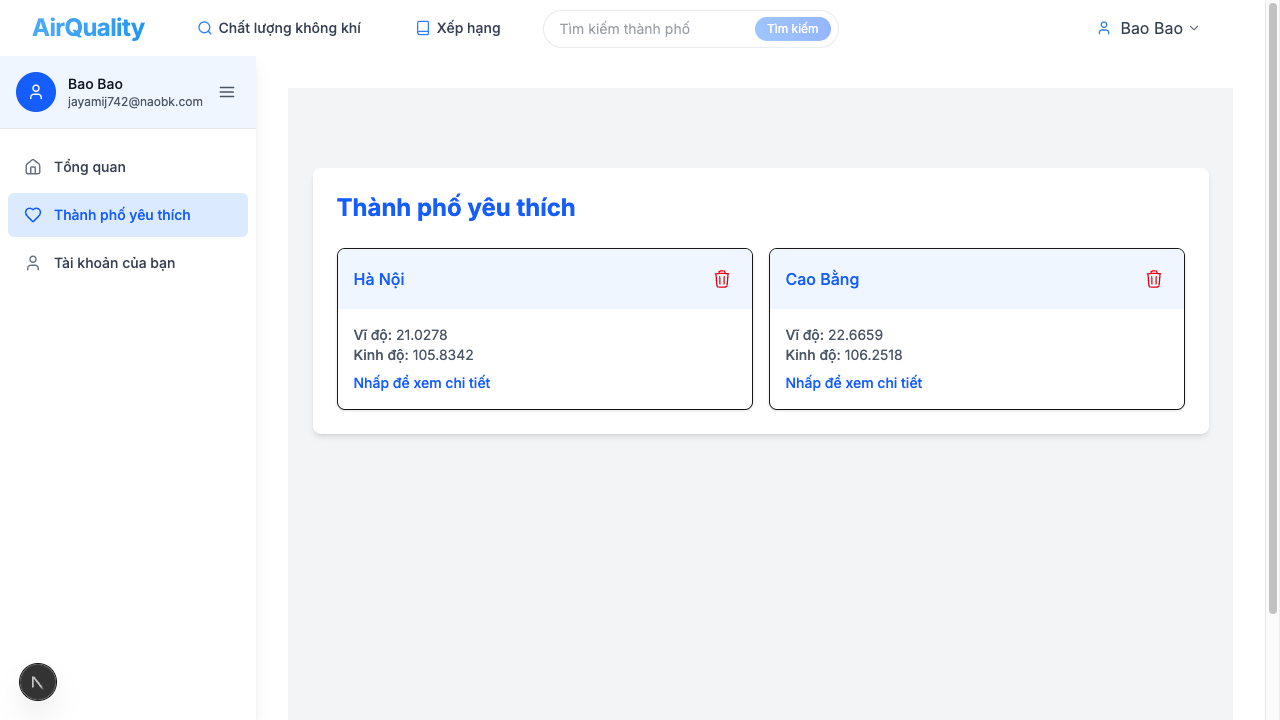 AirQuality
Chất lượng không khí
Xếp hạng
Tìm kiếm thành phố
Tìm kiếm
Bao Bao
Bao Bao
jayamij742@naobk.com
Tổng quan
Thành phố yêu thích
Tài khoản của bạn
Thành phố yêu thích
Hà Nội
Vĩ độ: 21.0278
Kinh độ: 105.8342
Nhấp để xem chi tiết
Cao Bằng
Vĩ độ: 22.6659
Kinh độ: 106.2518
Nhấp để xem chi tiết